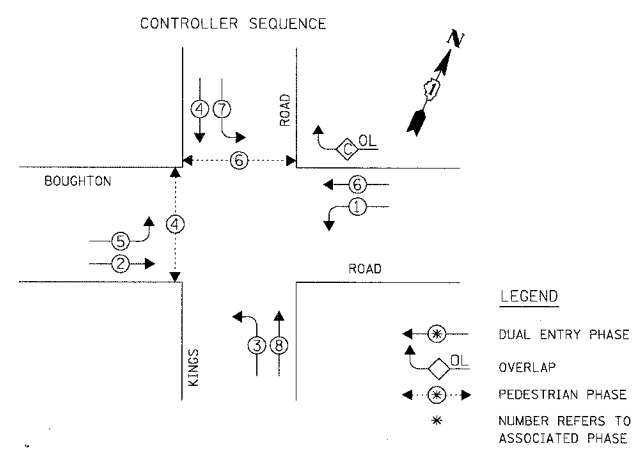 CONTROLLER SEQUENCE
N
1
ROAD
4 7
C OL
6
BOUGHTON
6
1
4
5
2
ROAD
3 8
KINGS
LEGEND
* DUAL ENTRY PHASE
OL OVERLAP
* PEDESTRIAN PHASE
* NUMBER REFERS TO
ASSOCIATED PHASE